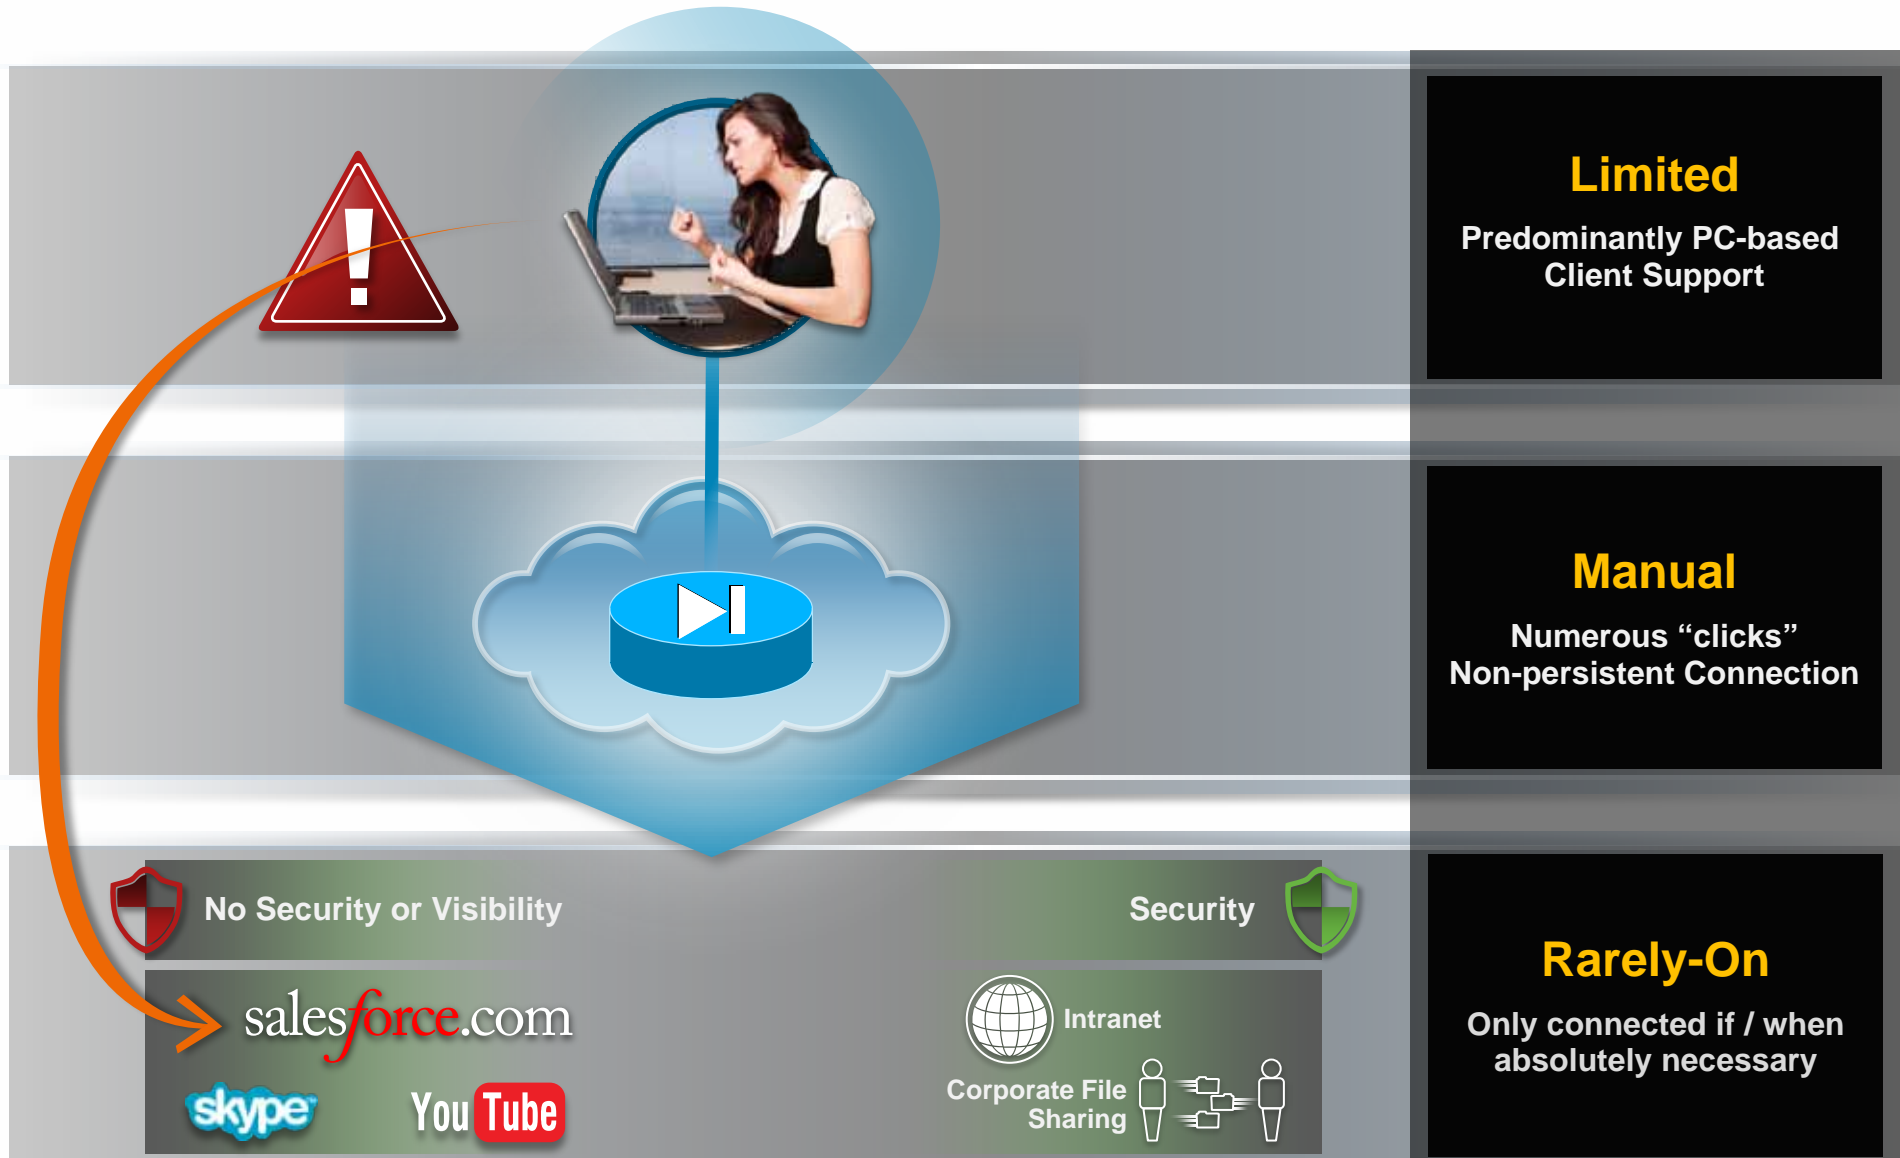 Limited
Predominantly PC-based
Client Support
Manual
Numerous “clicks”
Non-persistent Connection
No Security or Visibility
Security
salesforce.com
Intranet
skype
You Tube
Corporate File
Sharing
Rarely-On
Only connected if / when
absolutely necessary